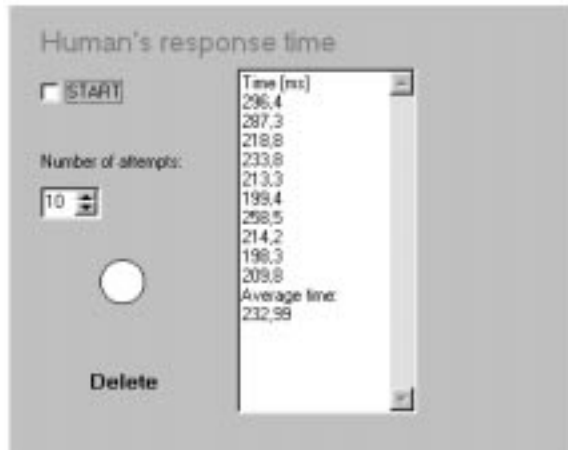 Human's response time
START
Number of attempts:
10
Delete
Time [ms]
296,4
287,3
218,8
233,8
213,3
199,4
258,5
214,2
198,3
209,8
Average time:
232,99